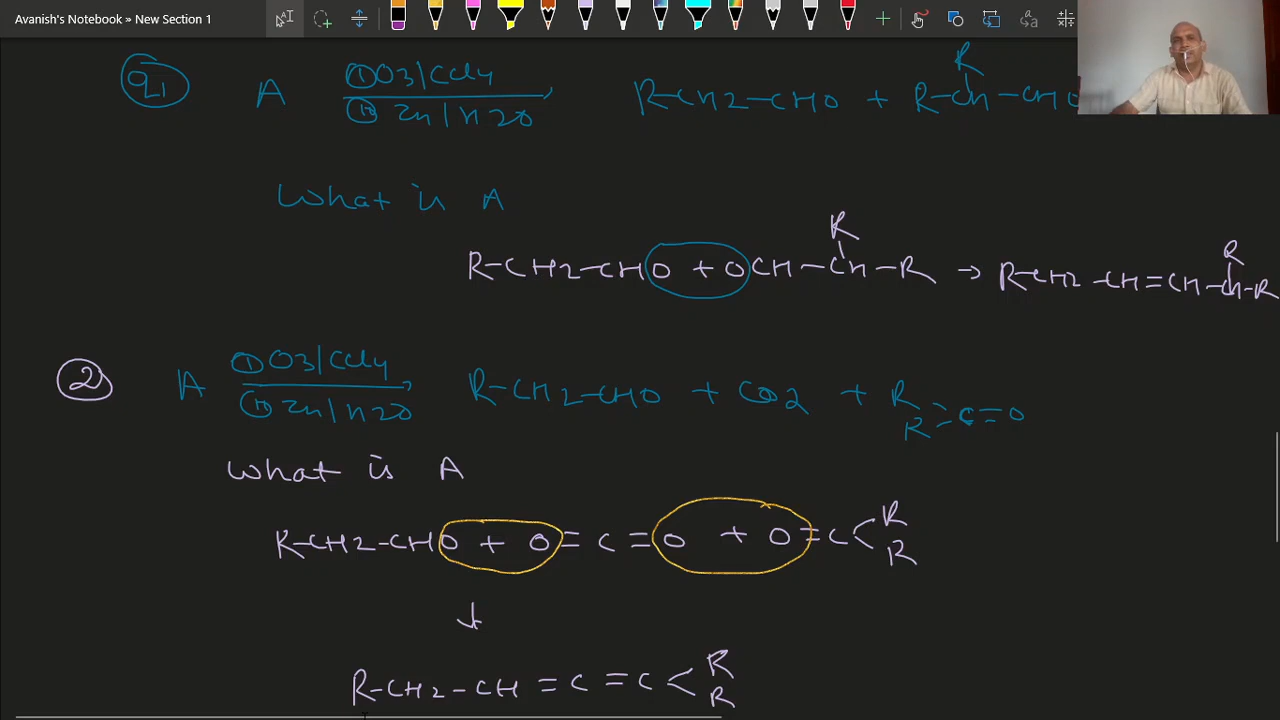 Avanish's Notebook » New Section 1
Q1 A ① O3/CCl4 R-CH2-CHO + R-CH-CHO
R
② Zn/H2O
What is A
R
R-CH2-CHO + OCH-CH-R → R-CH2-CH=CH-CH-R
R
② A ① O3/CCl4 R-CH2-CHO + CO2 + R
② Zn/H2O R >C=O
What is A
R-CH2-CHO + O=C=O + O=C< R
R
↓
R-CH2-CH=C=C< R
R